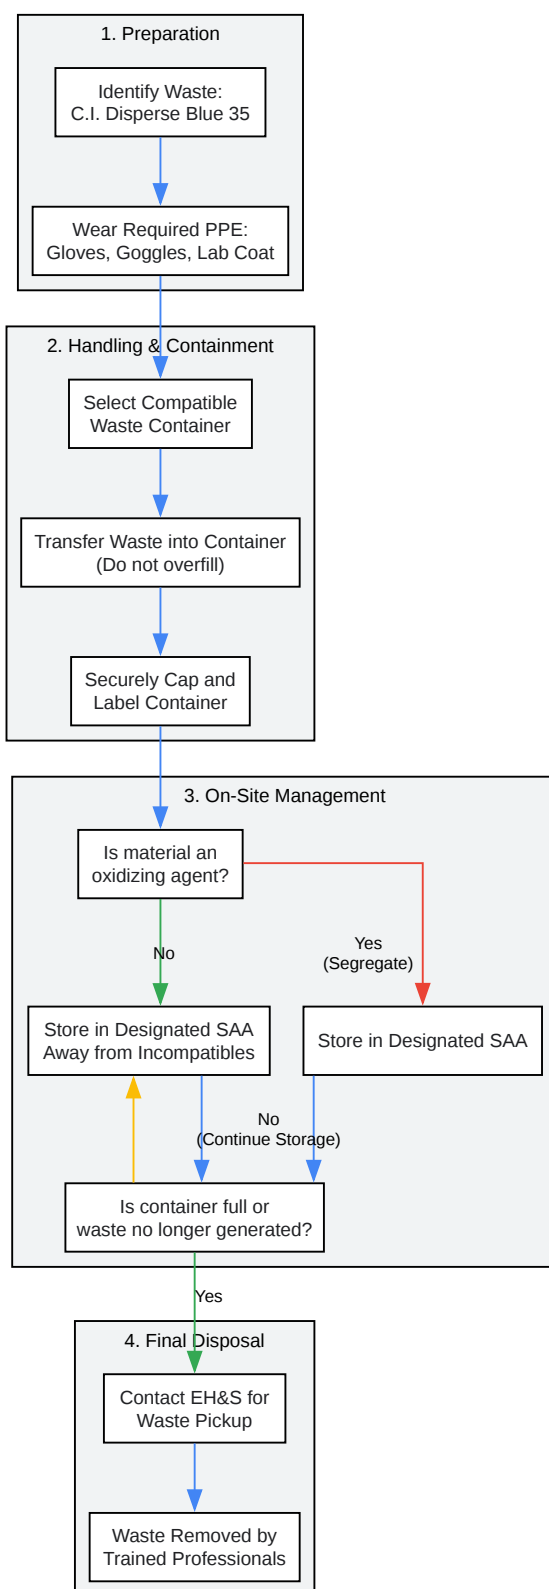 1. Preparation
Identify Waste:
C.I. Disperse Blue 35
Wear Required PPE:
Gloves, Goggles, Lab Coat
2. Handling & Containment
Select Compatible
Waste Container
Transfer Waste into Container
(Do not overfill)
Securely Cap and
Label Container
3. On-Site Management
Is material an
oxidizing agent?
No
Yes
(Segregate)
Store in Designated SAA
Away from Incompatibles
Store in Designated SAA
No
(Continue Storage)
Is container full or
waste no longer generated?
Yes
4. Final Disposal
Contact EH&S for
Waste Pickup
Waste Removed by
Trained Professionals